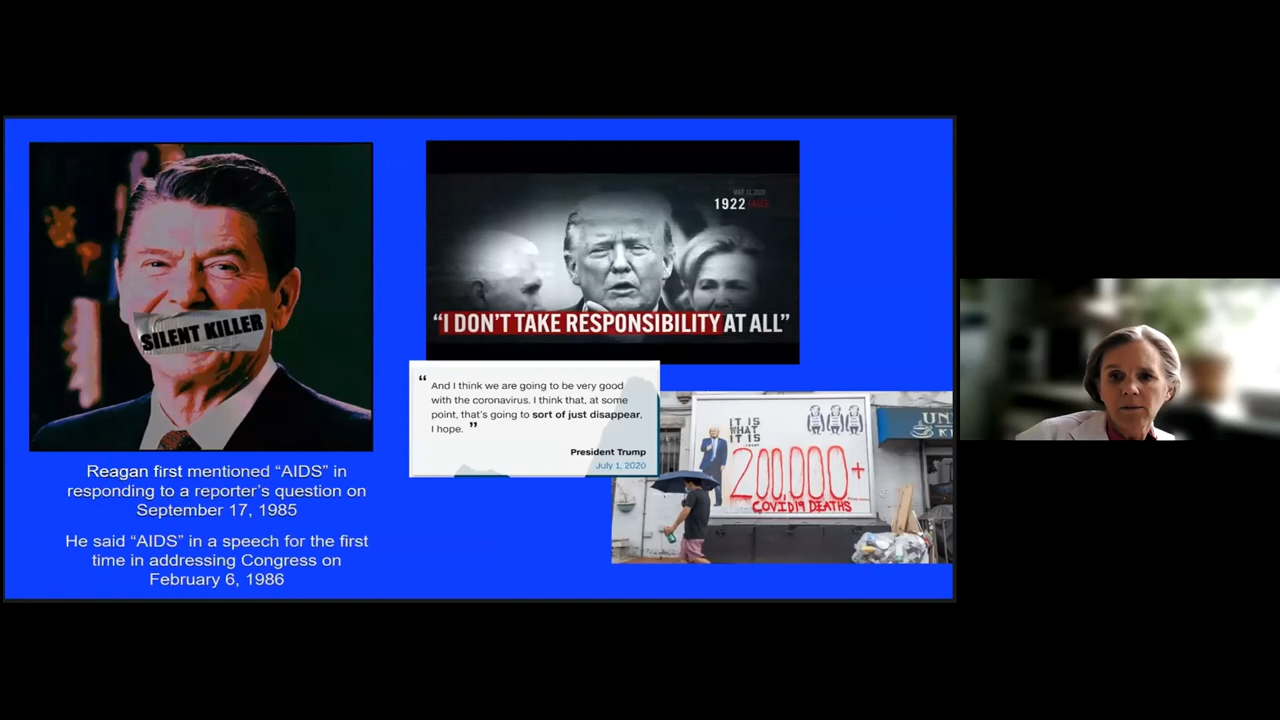 SILENT KILLER
Reagan first mentioned “AIDS” in
responding to a reporter’s question on
September 17, 1985
He said “AIDS” in a speech for the first
time in addressing Congress on
February 6, 1986
MAR 13, 2020
1922 CASES
“I DON’T TAKE RESPONSIBILITY AT ALL”
“ And I think we are going to be very good
with the coronavirus. I think that, at some
point, that’s going to sort of just disappear,
I hope. ”
President Trump
July 1, 2020
IT IS
WHAT
IT IS
200,000+
COVID19 DEATHS